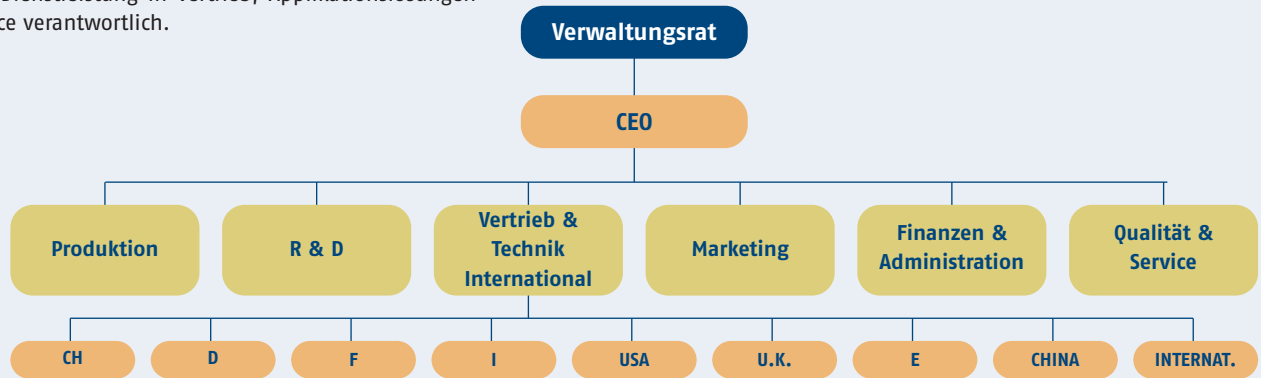 ce verantwortlich.
Verwaltungsrat
CEO
Produktion
R & D
Vertrieb &
Technik
International
Marketing
Finanzen &
Administration
Qualität &
Service
CH
D
F
I
USA
U.K.
E
CHINA
INTERNAT.